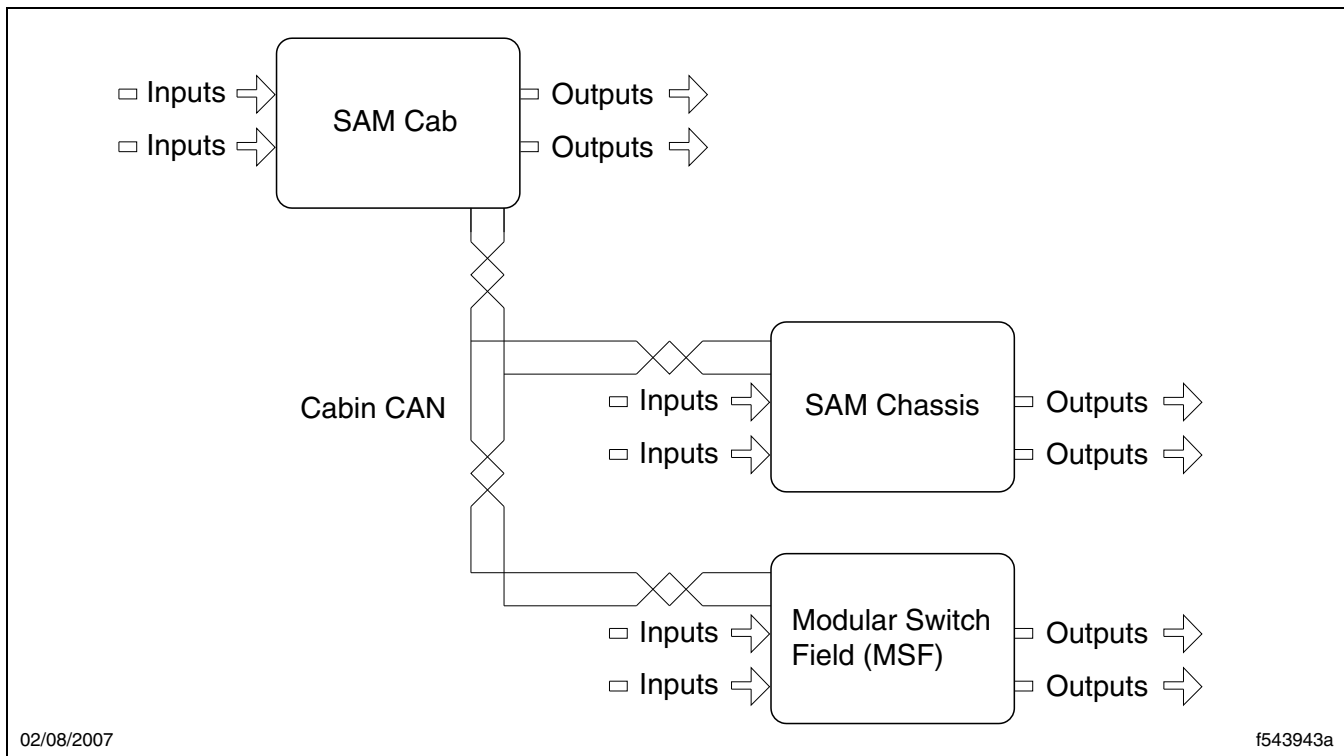 Inputs
Inputs
SAM Cab
Outputs
Outputs
Cabin CAN
Inputs
Inputs
SAM Chassis
Outputs
Outputs
Inputs
Inputs
Modular Switch
Field (MSF)
Outputs
Outputs
02/08/2007
f543943a